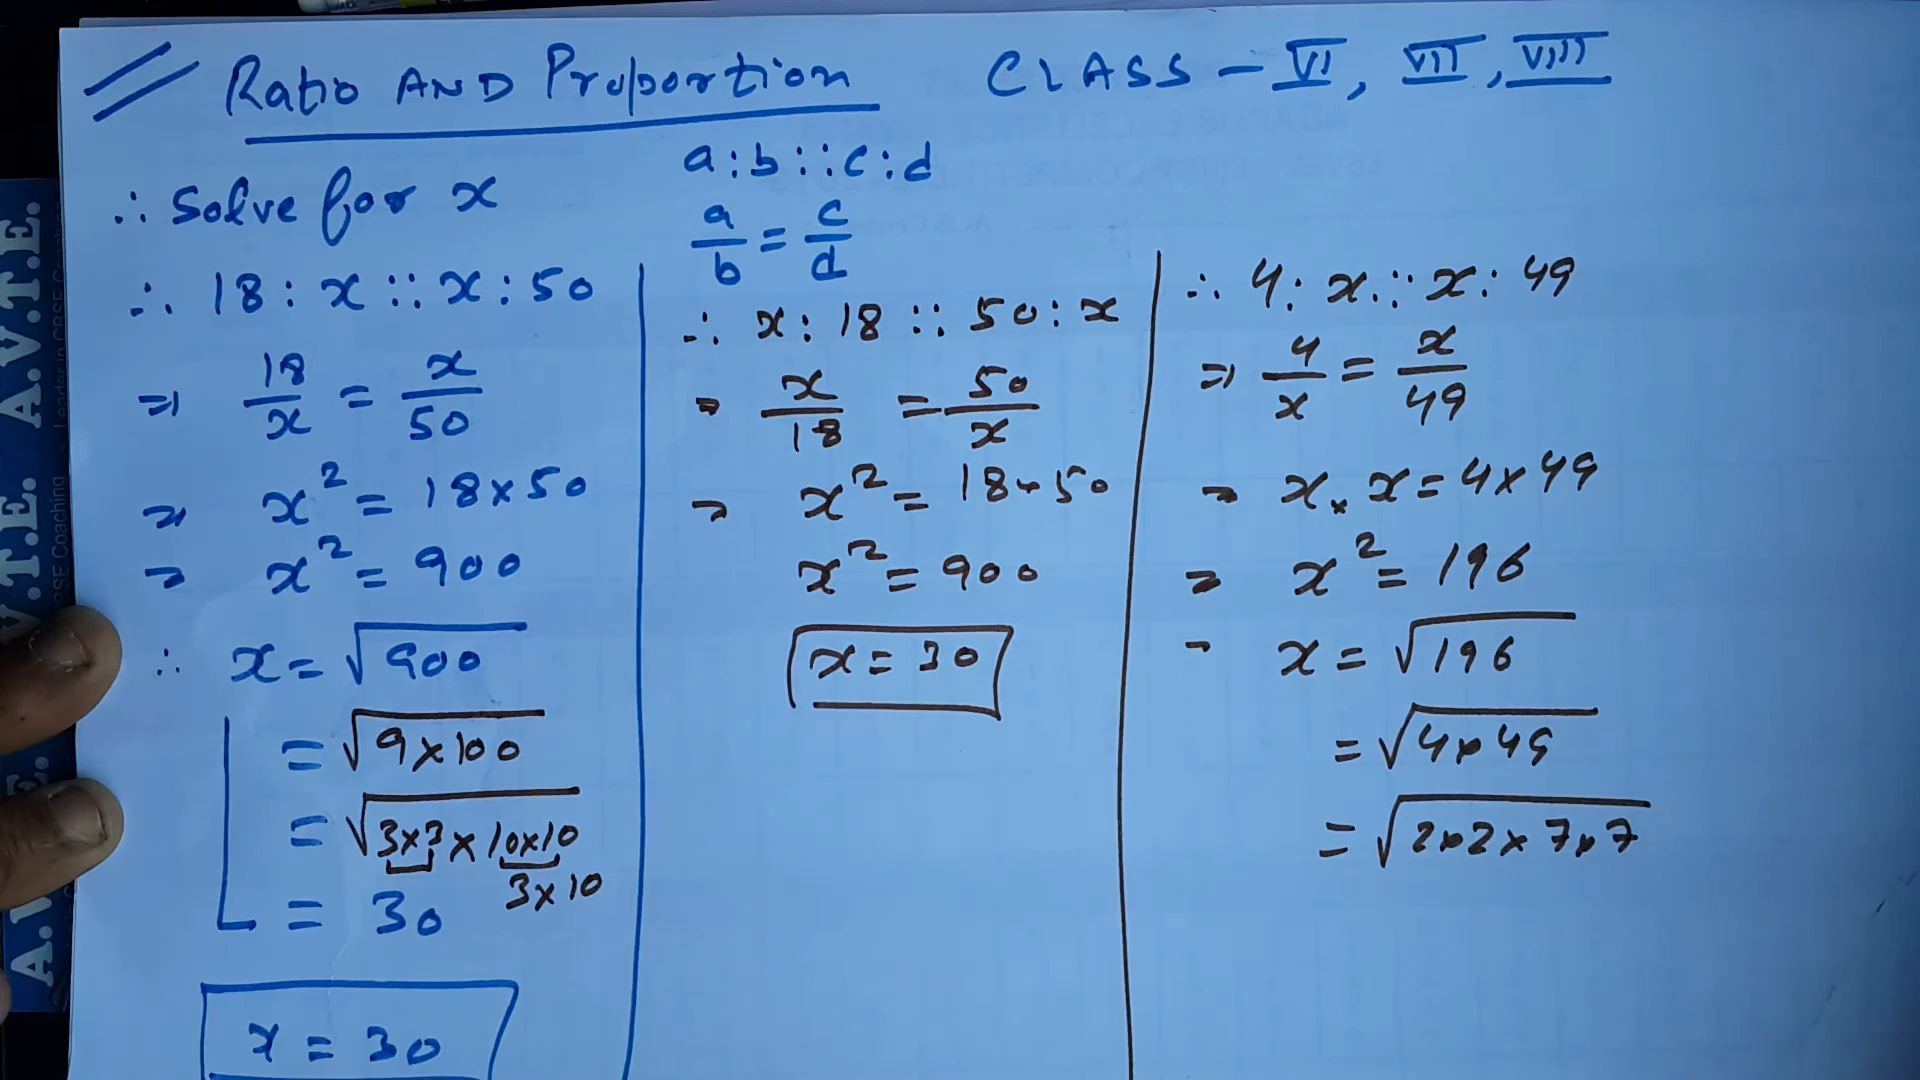 Ratio AND Proportion CLASS - VI, VII, VIII
a:b::c:d
a/b = c/d
∴ Solve for x
∴ 18 : x :: x : 50
⇒ 18/x = x/50
⇒ x² = 18×50
⇒ x² = 900
∴ x = √900
= √9×100
= √3×3×10×10
3×10
= 30
x = 30
∴ x : 18 :: 50 : x
⇒ x/18 = 50/x
⇒ x² = 18×50
x² = 900
x = 30
∴ 4 : x :: x : 49
⇒ 4/x = x/49
⇒ x × x = 4×49
⇒ x² = 196
⇒ x = √196
= √4×49
= √2×2×7×7
A.V.T.E. A.V.T.E.